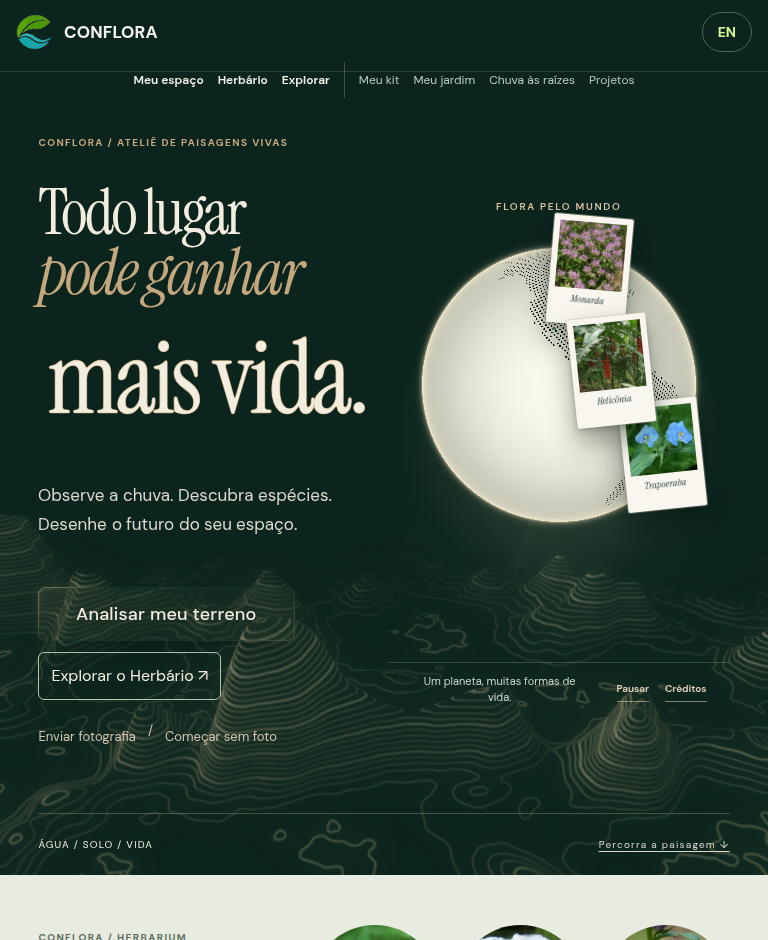 CONFLORA
EN
Meu espaço Herbário Explorar Meu kit Meu jardim Chuva às raízes Projetos
CONFLORA / ATELIÊ DE PAISAGENS VIVAS
Todo lugar
pode ganhar
mais vida.
Observe a chuva. Descubra espécies.
Desenhe o futuro do seu espaço.
Analisar meu terreno
Explorar o Herbário ↗
Enviar fotografia / Começar sem foto
FLORA PELO MUNDO
Monarda
Helicônia
Trapoeraba
Um planeta, muitas formas de
vida.
Pausar Créditos
ÁGUA / SOLO / VIDA
Percorra a paisagem ↓
CONFLORA / HERBARIUM